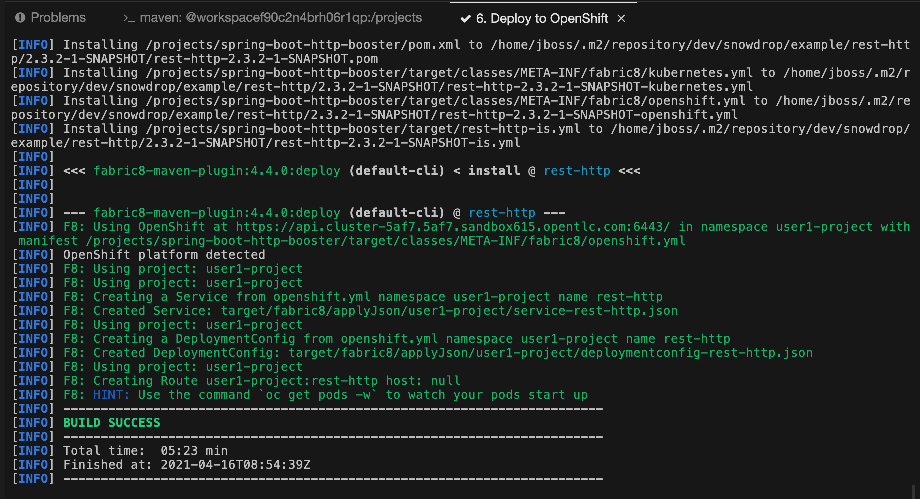 Problems
>_ maven: @workspacef90c2n4brh06r1qp:/projects
6. Deploy to OpenShift
[INFO] Installing /projects/spring-boot-http-booster/pom.xml to /home/jboss/.m2/repository/dev/snowdrop/example/rest-htt
p/2.3.2-1-SNAPSHOT/rest-http-2.3.2-1-SNAPSHOT.pom
[INFO] Installing /projects/spring-boot-http-booster/target/classes/META-INF/fabric8/kubernetes.yml to /home/jboss/.m2/r
epository/dev/snowdrop/example/rest-http/2.3.2-1-SNAPSHOT/rest-http-2.3.2-1-SNAPSHOT-kubernetes.yml
[INFO] Installing /projects/spring-boot-http-booster/target/classes/META-INF/fabric8/openshift.yml to /home/jboss/.m2/re
pository/dev/snowdrop/example/rest-http/2.3.2-1-SNAPSHOT/rest-http-2.3.2-1-SNAPSHOT-openshift.yml
[INFO] Installing /projects/spring-boot-http-booster/target/rest-http-is.yml to /home/jboss/.m2/repository/dev/snowdrop/
example/rest-http/2.3.2-1-SNAPSHOT/rest-http-2.3.2-1-SNAPSHOT-is.yml
[INFO]
[INFO] <<< fabric8-maven-plugin:4.4.0:deploy (default-cli) < install @ rest-http <<<
[INFO]
[INFO]
[INFO] --- fabric8-maven-plugin:4.4.0:deploy (default-cli) @ rest-http ---
[INFO] F8: Using OpenShift at https://api.cluster-5af7.5af7.sandbox615.opentlc.com:6443/ in namespace user1-project with
manifest /projects/spring-boot-http-booster/target/classes/META-INF/fabric8/openshift.yml
[INFO] OpenShift platform detected
[INFO] F8: Using project: user1-project
[INFO] F8: Using project: user1-project
[INFO] F8: Creating a Service from openshift.yml namespace user1-project name rest-http
[INFO] F8: Created Service: target/fabric8/applyJson/user1-project/service-rest-http.json
[INFO] F8: Using project: user1-project
[INFO] F8: Creating a DeploymentConfig from openshift.yml namespace user1-project name rest-http
[INFO] F8: Created DeploymentConfig: target/fabric8/applyJson/user1-project/deploymentconfig-rest-http.json
[INFO] F8: Using project: user1-project
[INFO] F8: Creating Route user1-project:rest-http host: null
[INFO] F8: HINT: Use the command `oc get pods -w` to watch your pods start up
[INFO] ------------------------------------------------------------------------
[INFO] BUILD SUCCESS
[INFO] ------------------------------------------------------------------------
[INFO] Total time:  05:23 min
[INFO] Finished at: 2021-04-16T08:54:39Z
[INFO] ------------------------------------------------------------------------